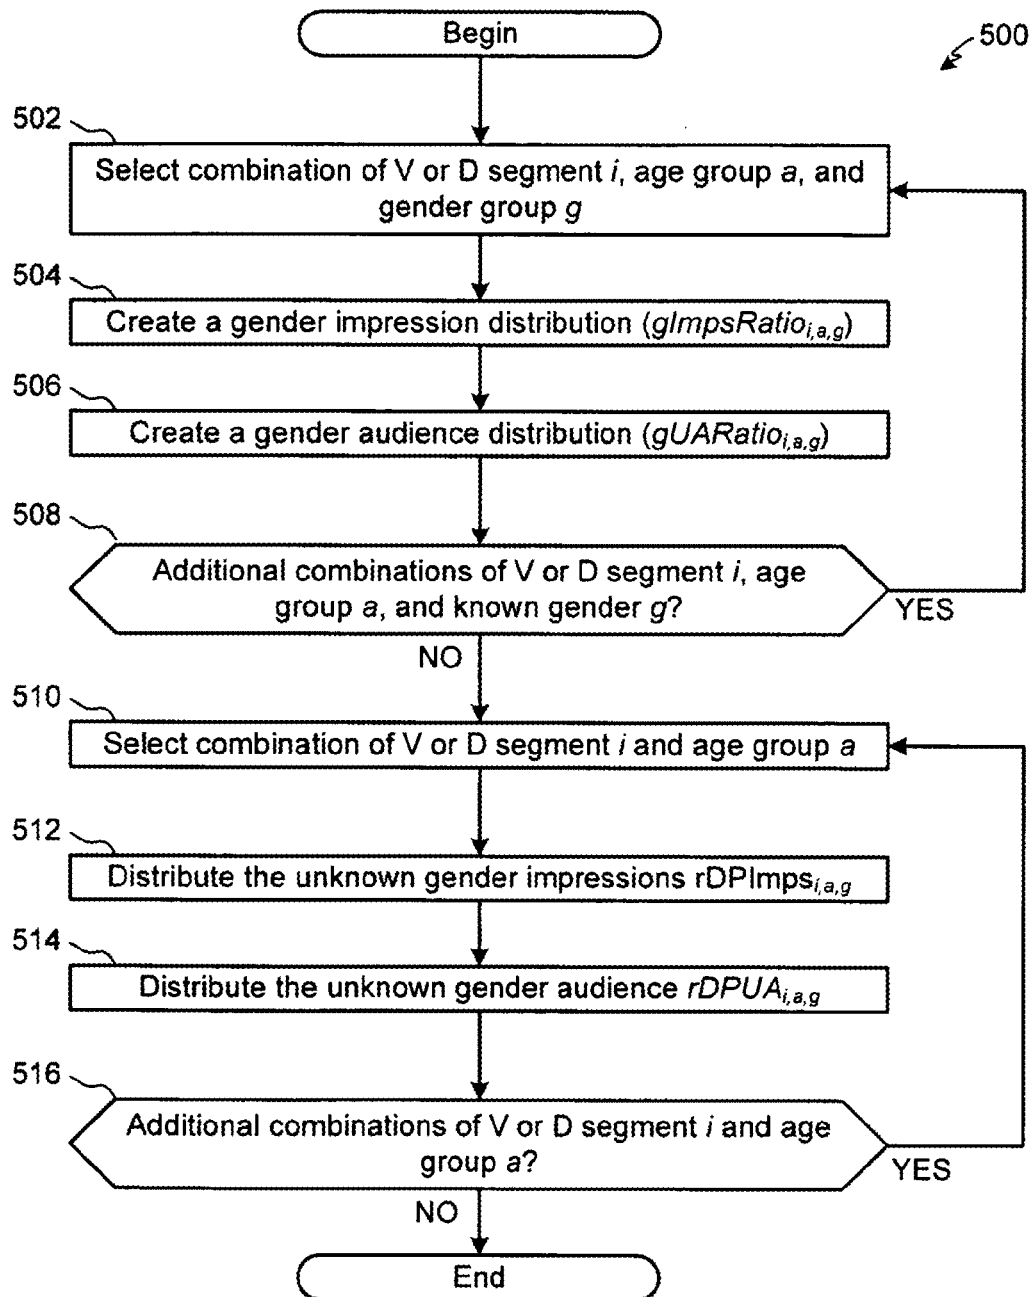 Begin
500
502
Select combination of V or D segment i, age group a, and
gender group g
504
Create a gender impression distribution (gImpsRatioi,a,g)
506
Create a gender audience distribution (gUARatioi,a,g)
508
Additional combinations of V or D segment i, age
group a, and known gender g?
YES
NO
510
Select combination of V or D segment i and age group a
512
Distribute the unknown gender impressions rDPImpsi,a,g
514
Distribute the unknown gender audience rDPUAi,a,g
516
Additional combinations of V or D segment i and age
group a?
YES
NO
End